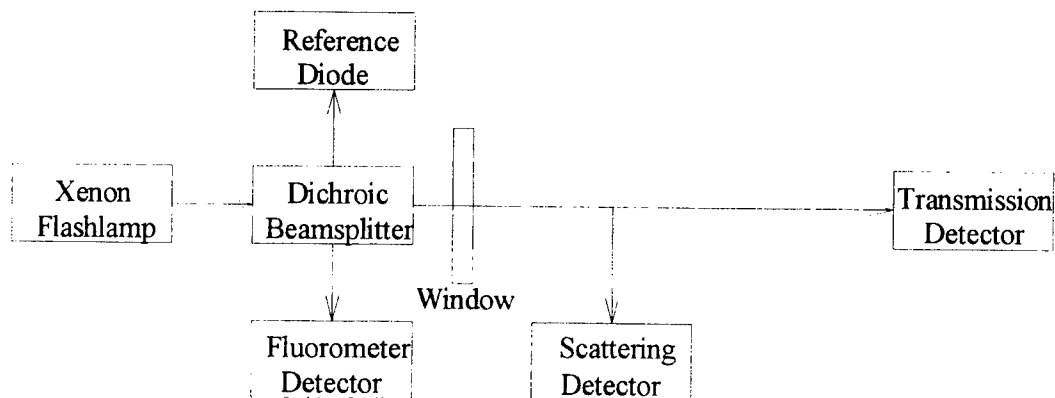 Reference
Diode
Xenon
Flashlamp
Dichroic
Beamsplitter
Transmission
Detector
Window
Fluorometer
Detector
Scattering
Detector